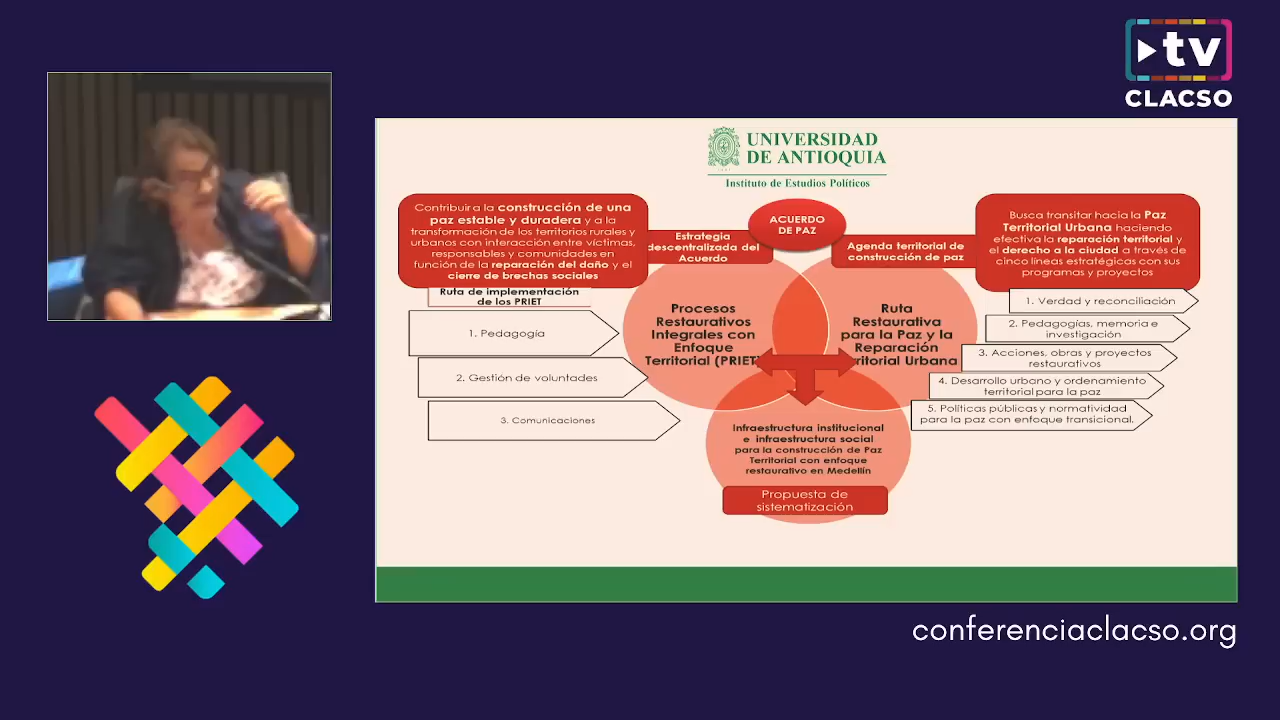 tv
CLACSO
UNIVERSIDAD
DE ANTIOQUIA
Instituto de Estudios Políticos
Contribuir a la construcción de una
paz estable y duradera y a la
transformación de los territorios rurales y
urbanos con interacción entre víctimas,
responsables y comunidades en
función de la reparación del daño y el
cierre de brechas sociales
Ruta de implementación
de los PRIET
1. Pedagogía
2. Gestión de voluntades
3. Comunicaciones
Estrategia
descentralizada del
Acuerdo
ACUERDO
DE PAZ
Agenda territorial de
construcción de paz
Procesos
Restaurativos
Integrales con
Enfoque
Territorial (PRIET)
Ruta
Restaurativa
para la Paz y la
Reparación
rritorial Urbana
Infraestructura institucional
e infraestructura social
para la construcción de Paz
Territorial con enfoque
restaurativo en Medellín
Propuesta de
sistematización
Busca transitar hacia la Paz
Territorial Urbana haciendo
efectiva la reparación territorial y
el derecho a la ciudad a través de
cinco líneas estratégicas con sus
programas y proyectos
1. Verdad y reconciliación
2. Pedagogías, memoria e
investigación
3. Acciones, obras y proyectos
restaurativos
4. Desarrollo urbano y ordenamiento
territorial para la paz
5. Políticas públicas y normatividad
para la paz con enfoque transicional.
conferenciaclacso.org